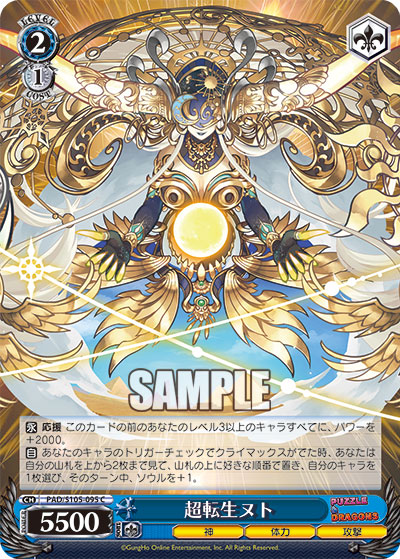 LEVEL
2
1
COST
SAMPLE
永 応援 このカードの前のあなたのレベル3以上のキャラすべてに、パワーを
+2000。
自 あなたのキャラのトリガーチェックでクライマックスがでた時、あなたは
自分の山札を上から2枚まで見て、山札の上に好きな順番で置き、自分のキャラを
1枚選び、そのターン中、ソウルを+1。
CH PAD/S105-095 C
5500
超転生ヌト
神 体力 攻撃
PUZZLE
& DRAGONS
©GungHo Online Entertainment, Inc. All Rights Reserved.